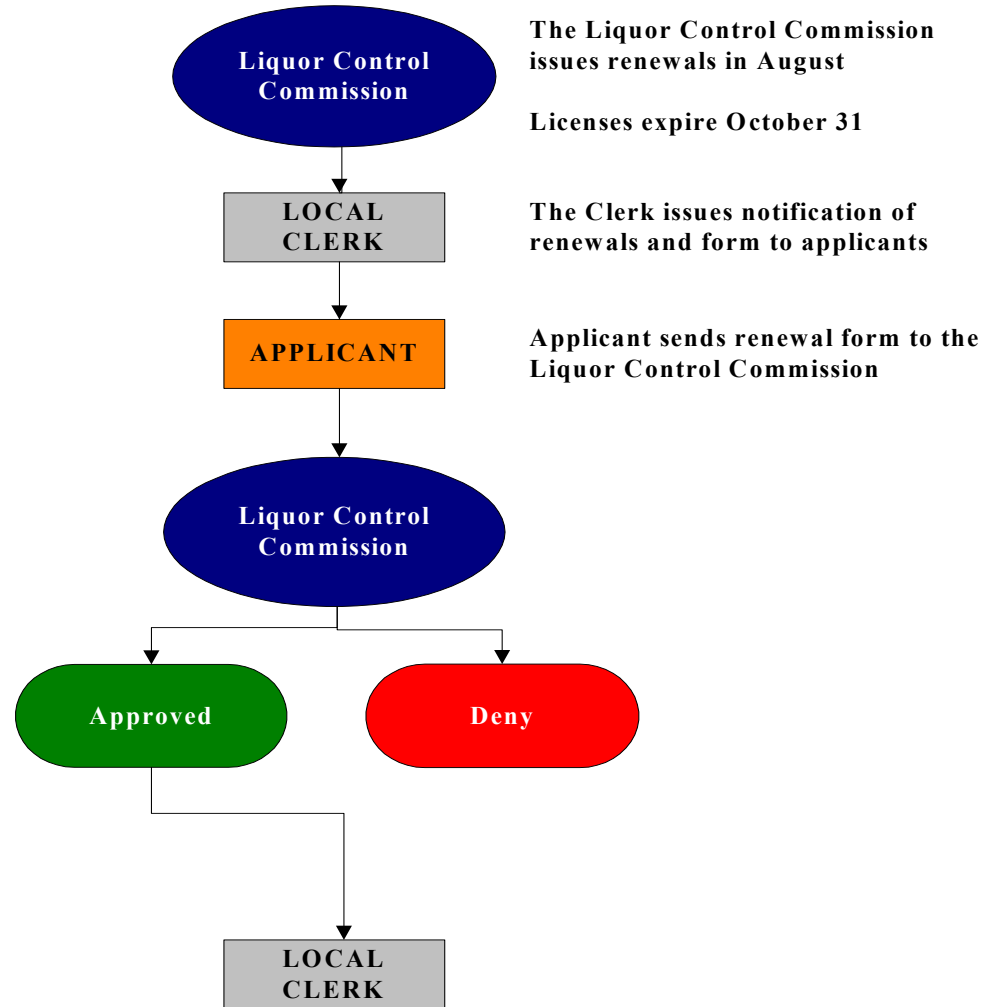 Liquor Control
Commission
The Liquor Control Commission
issues renewals in August
Licenses expire October 31
LOCAL
CLERK
The Clerk issues notification of
renewals and form to applicants
APPLICANT
Applicant sends renewal form to the
Liquor Control Commission
Liquor Control
Commission
Approved
Deny
LOCAL
CLERK